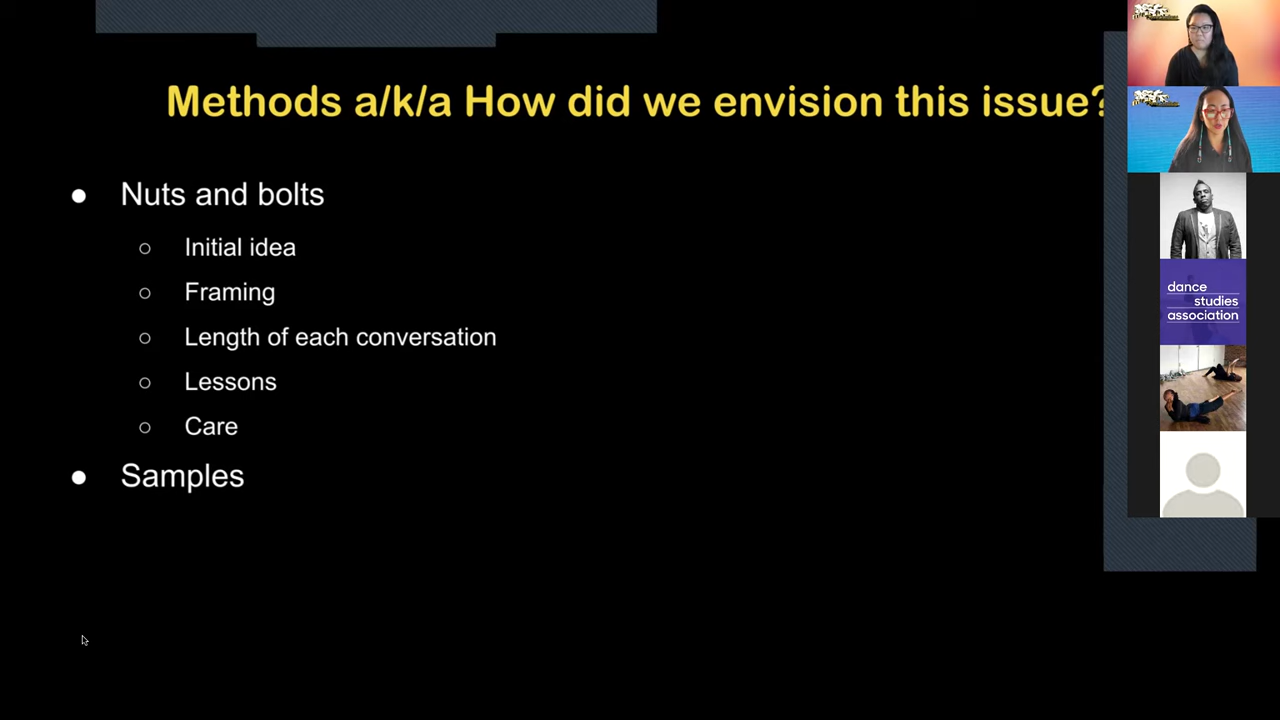 Methods a/k/a How did we envision this issue?
● Nuts and bolts
○ Initial idea
○ Framing
○ Length of each conversation
○ Lessons
○ Care
● Samples
dance
studies
association